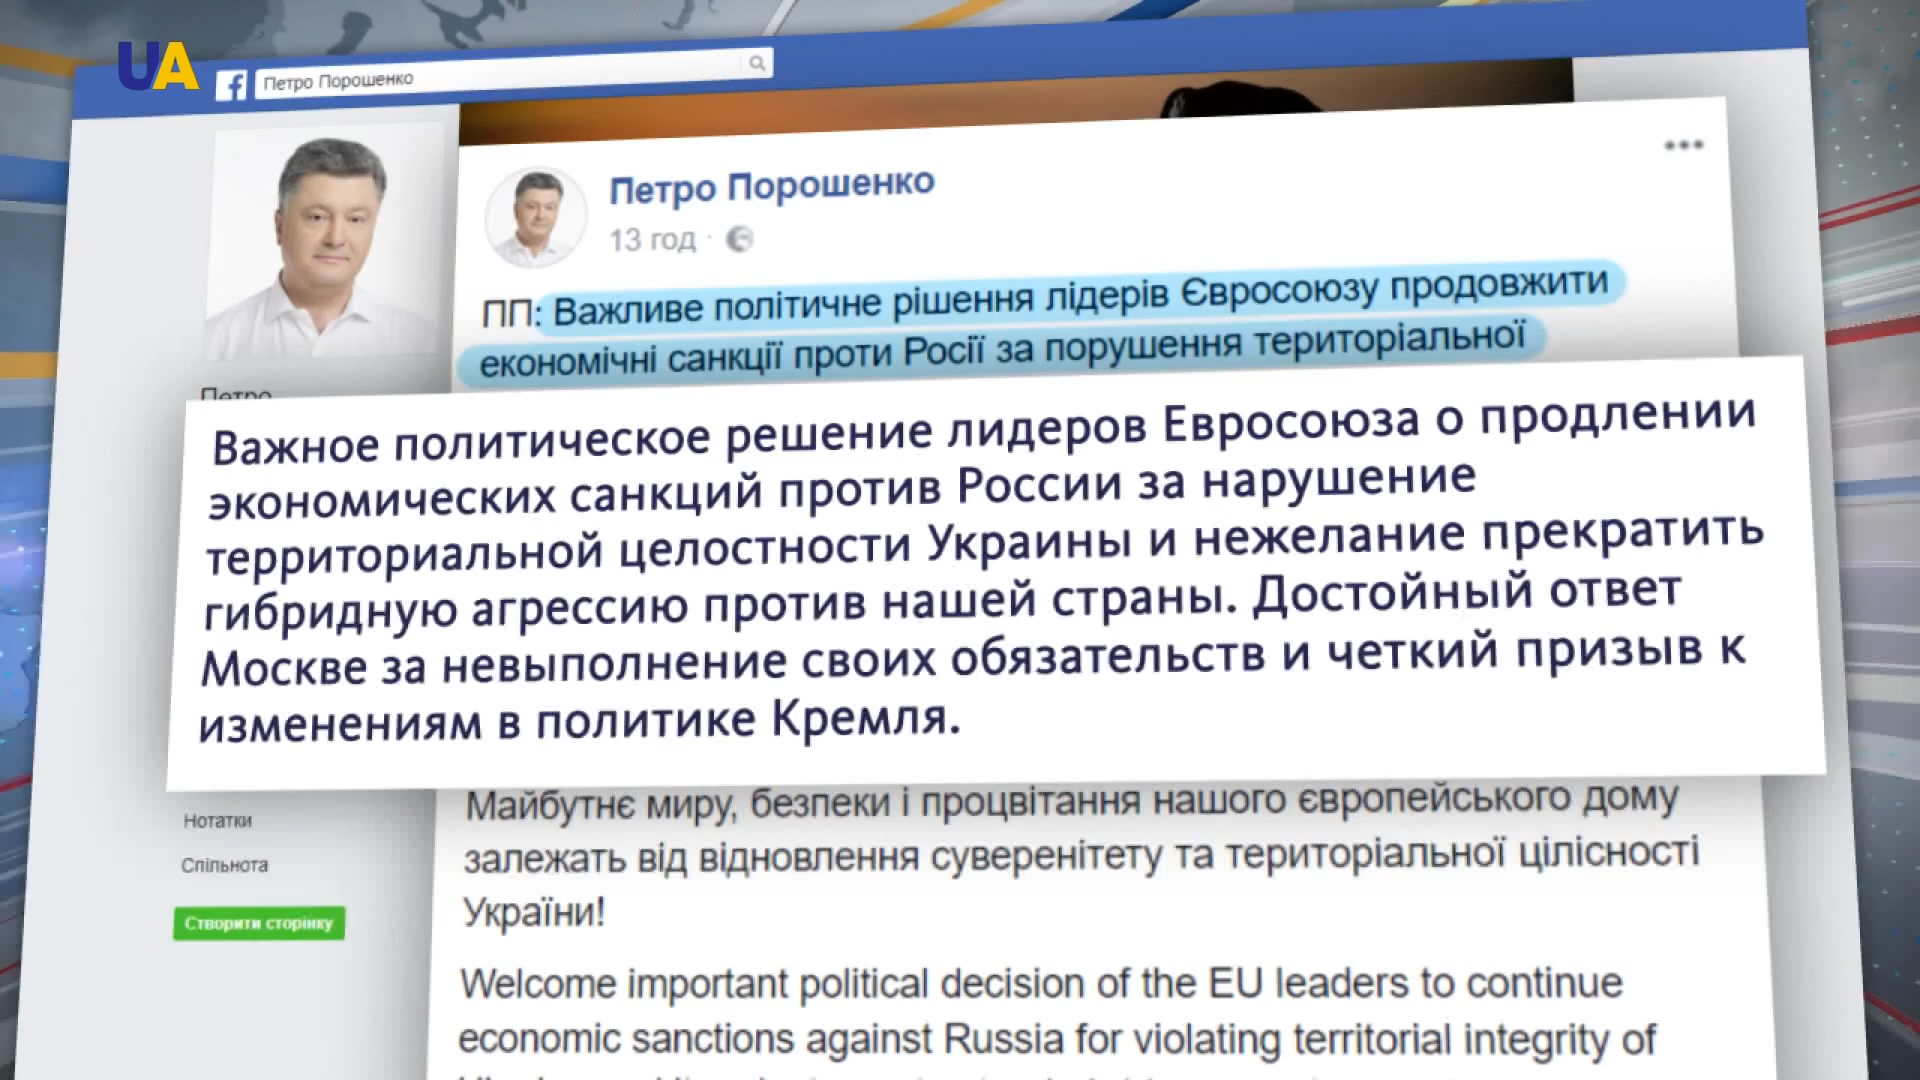 UA
Петро Порошенко
Петро Порошенко
13 год
ПП: Важливе політичне рішення лідерів Євросоюзу продовжити
економічні санкції проти Росії за порушення територіальної
Петро
Важное политическое решение лидеров Евросоюза о продлении
экономических санкций против России за нарушение
территориальной целостности Украины и нежелание прекратить
гибридную агрессию против нашей страны. Достойный ответ
Москве за невыполнение своих обязательств и четкий призыв к
изменениям в политике Кремля.
Нотатки
Спільнота
Створити сторінку
Майбутнє миру, безпеки і процвітання нашого європейського дому
залежать від відновлення суверенітету та територіальної цілісності
України!
Welcome important political decision of the EU leaders to continue
economic sanctions against Russia for violating territorial integrity of